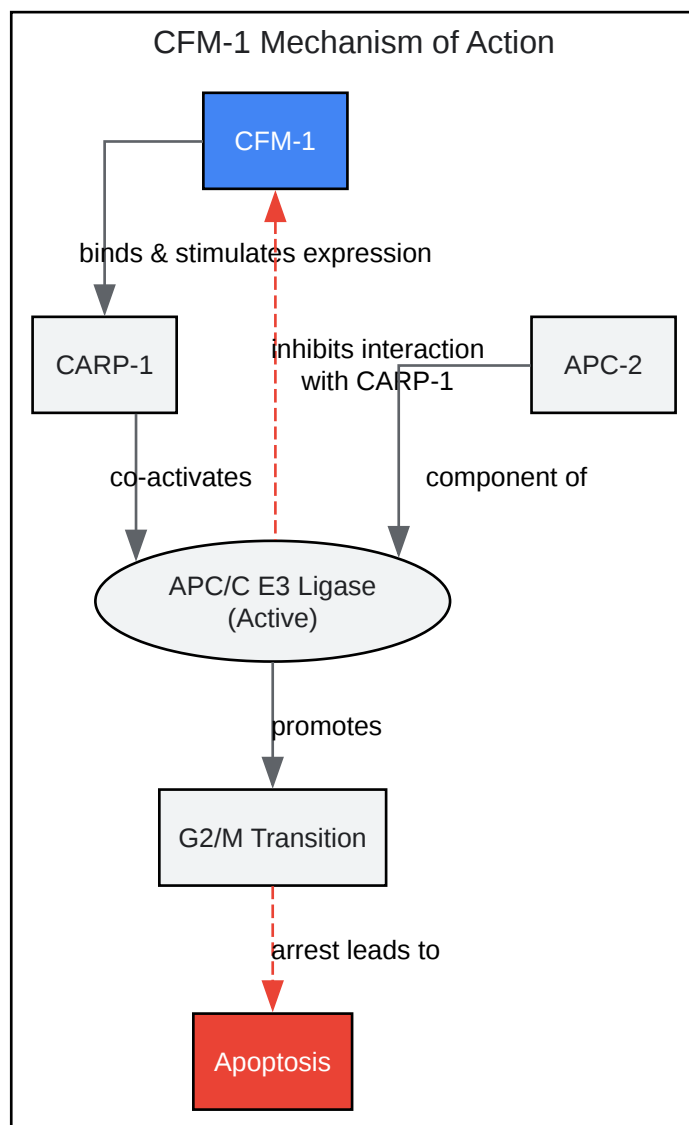 CFM-1 Mechanism of Action
CFM-1
binds & stimulates expression
CARP-1
inhibits interaction
with CARP-1
APC-2
co-activates
component of
APC/C E3 Ligase
(Active)
promotes
G2/M Transition
arrest leads to
Apoptosis